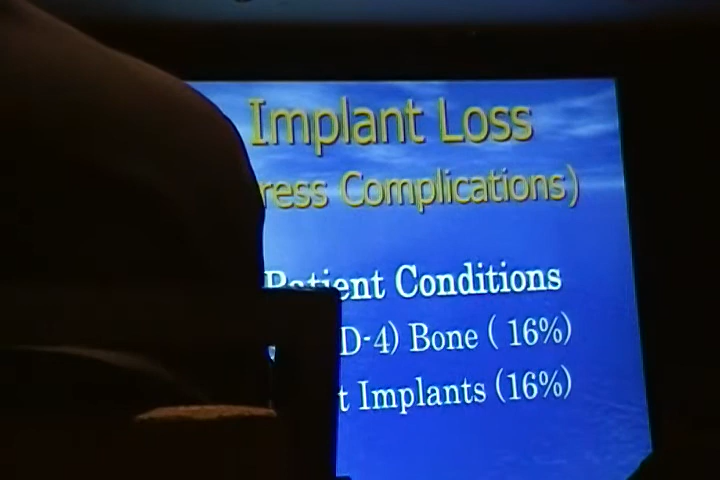 Implant Loss
ress Complications)
Patient Conditions
D-4) Bone ( 16%)
t Implants (16%)